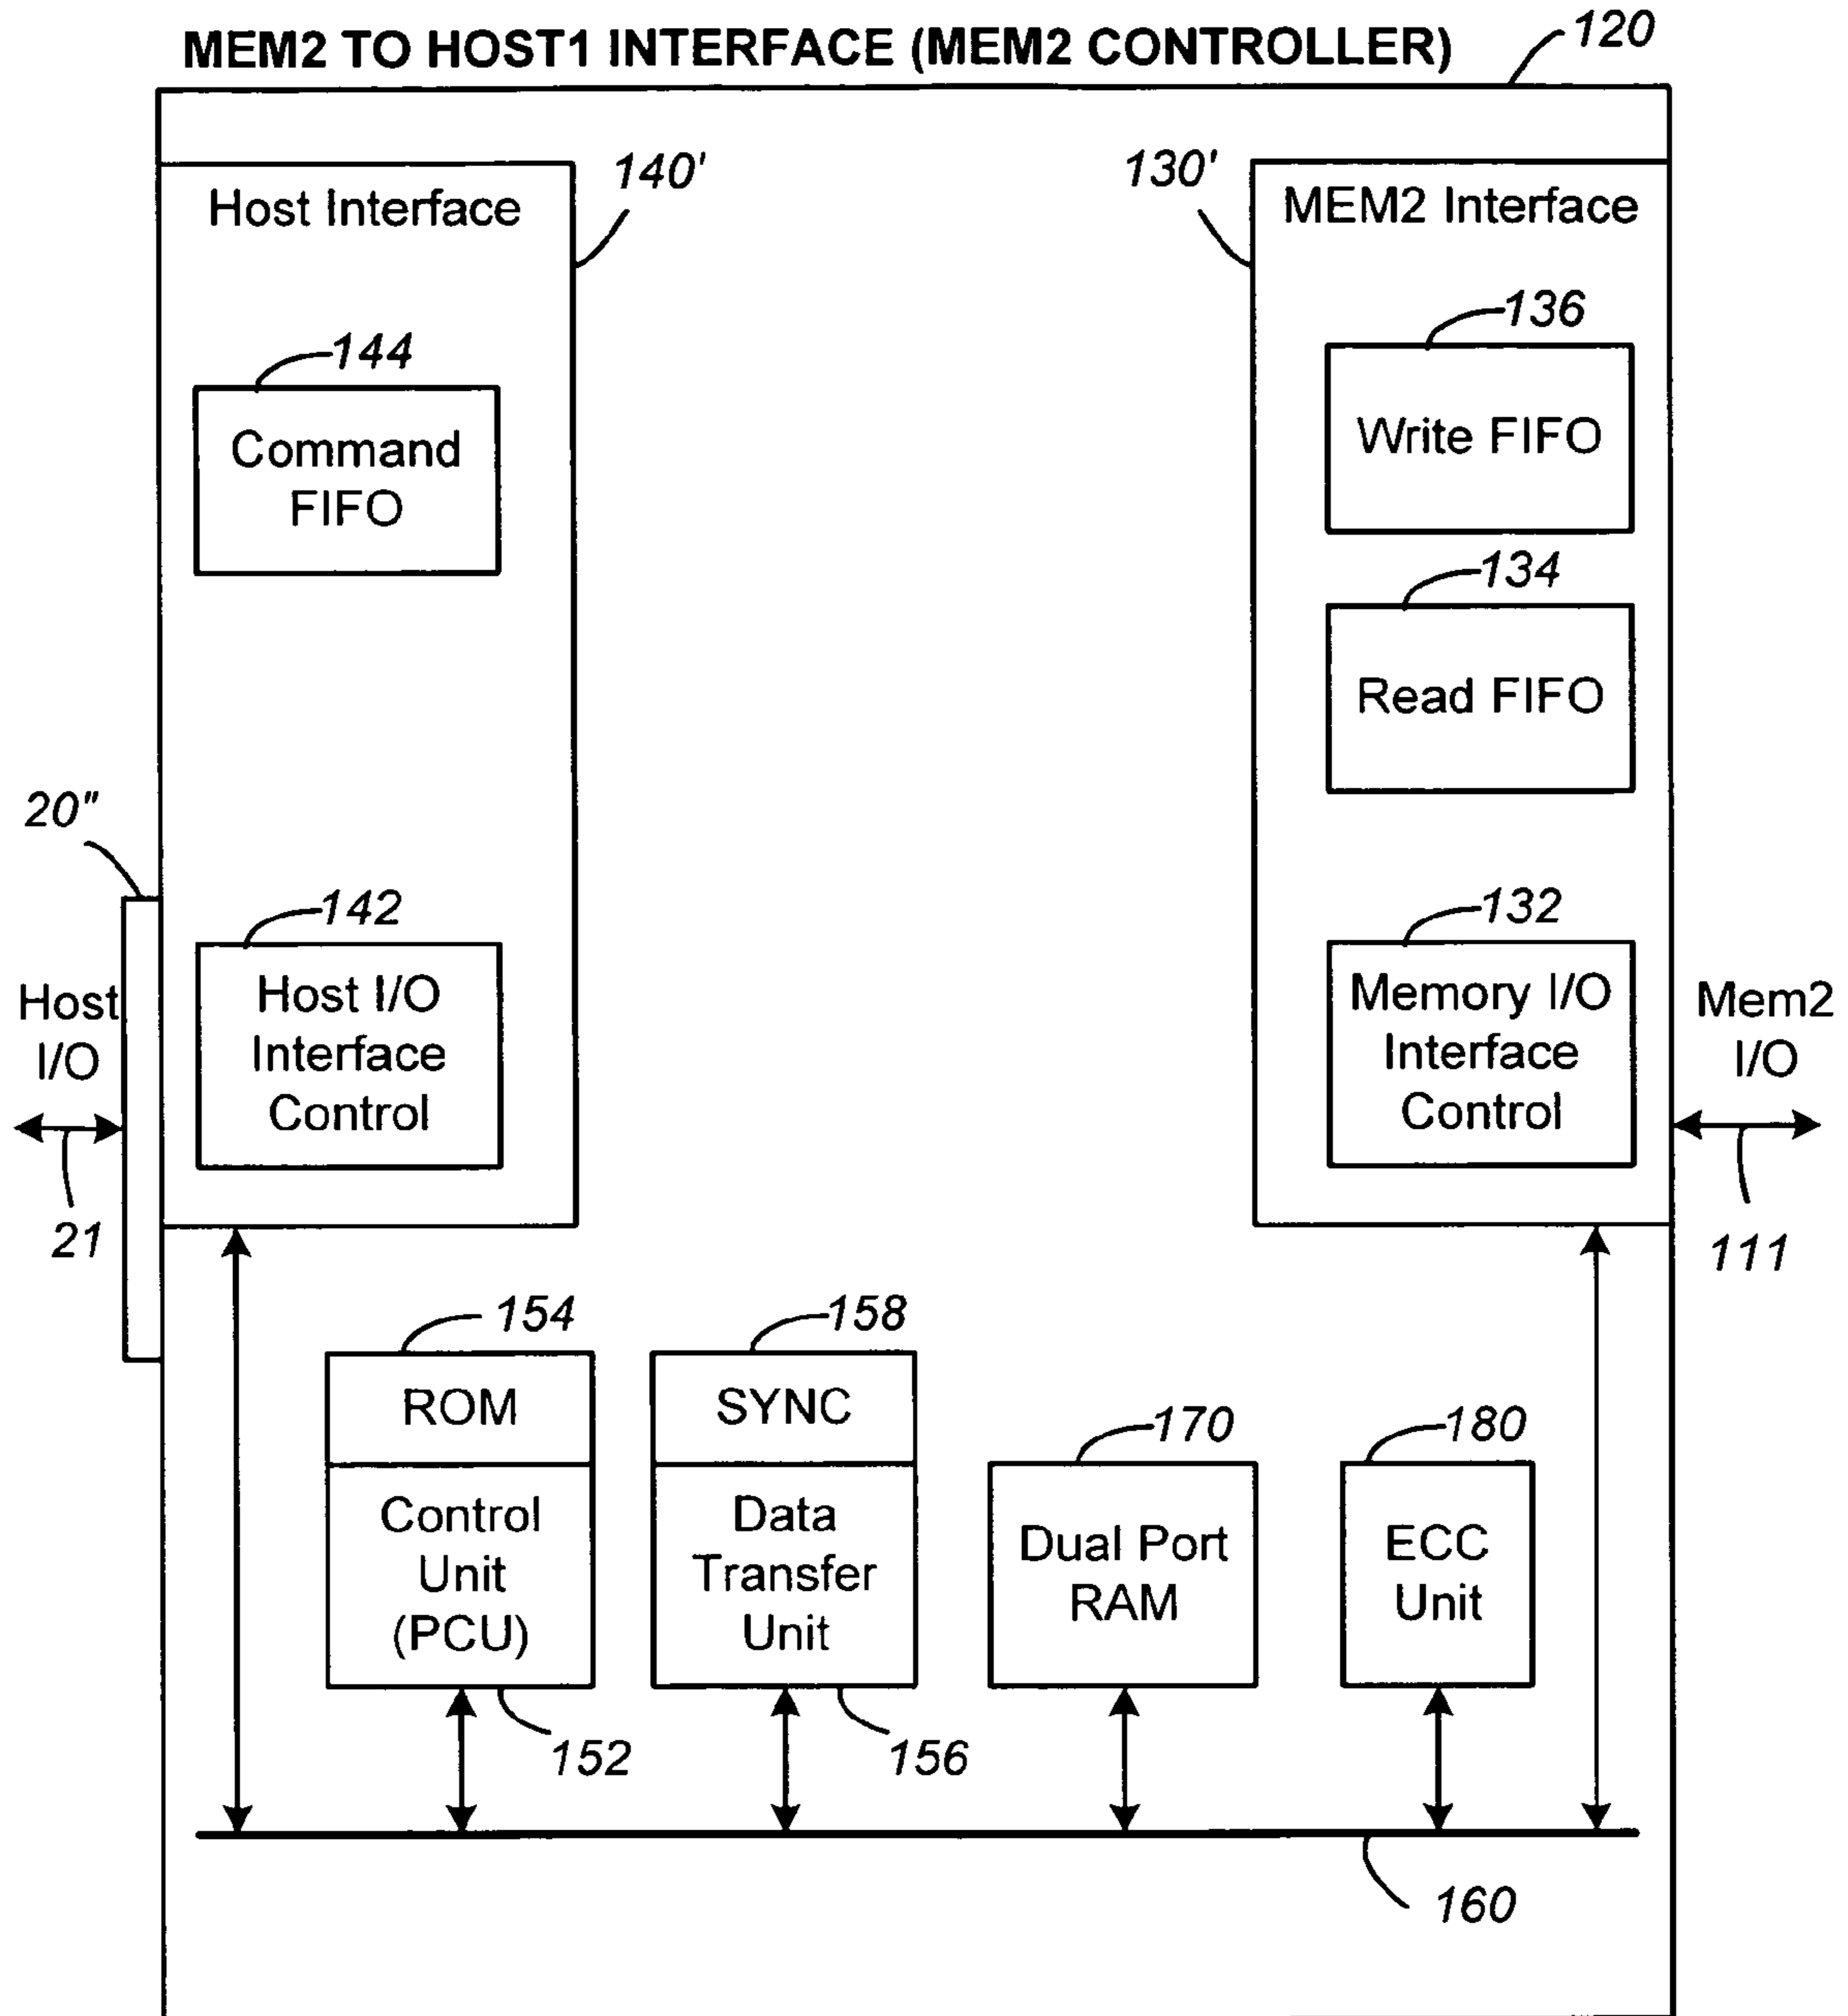 MEM2 TO HOST1 INTERFACE (MEM2 CONTROLLER)
120
140'
130'
Host Interface
MEM2 Interface
136
144
Write FIFO
Command
FIFO
134
Read FIFO
20"
142
132
Host
I/O
Host I/O
Interface
Control
Memory I/O
Interface
Control
Mem2
I/O
21
111
154
158
ROM
SYNC
170
180
Control
Unit
(PCU)
Data
Transfer
Unit
Dual Port
RAM
ECC
Unit
152
156
160